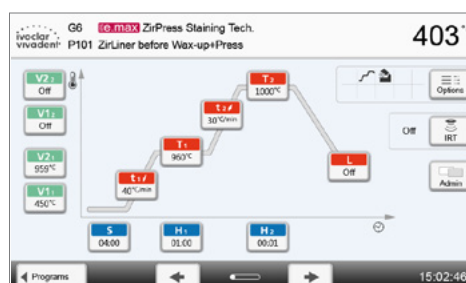 ivoclar vivadent
G6 IPS e.max ZirPress Staining Tech.
P101 ZirLiner before Wax-up+Press
403°
V2₂
Off
V1₂
Off
V2₁
959°C
V1₁
450°C
t₁
40°C/min
T₁
960°C
t₂
30°C/min
T₂
1000°C
L
Off
Options
Off
IRT
Admin
S
04:00
H₁
01:00
H₂
00:01
Programs
15:02:46